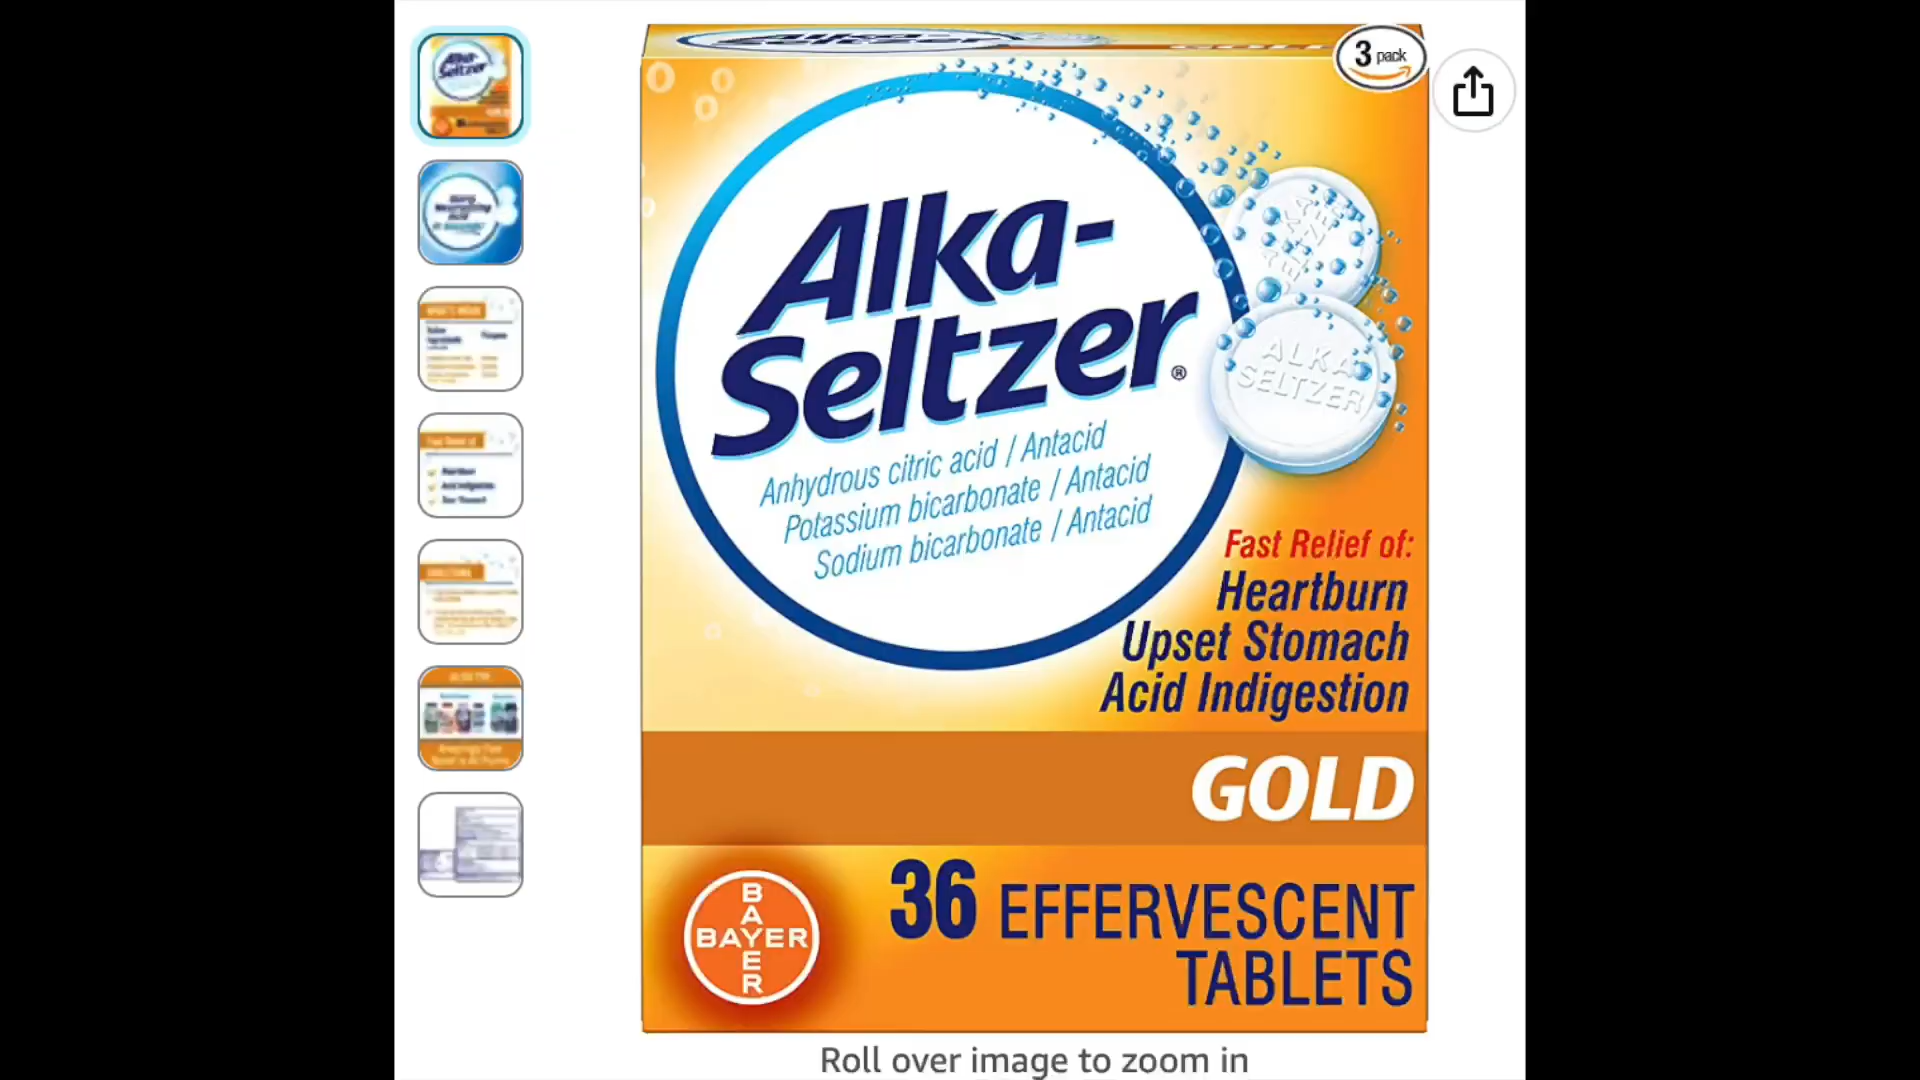 3 pack
Alka-
Seltzer®
Anhydrous citric acid / Antacid
Potassium bicarbonate / Antacid
Sodium bicarbonate / Antacid
ALKA
SELTZER
Fast Relief of:
Heartburn
Upset Stomach
Acid Indigestion
GOLD
BAYER
BAYER
36 EFFERVESCENT
TABLETS
Roll over image to zoom in